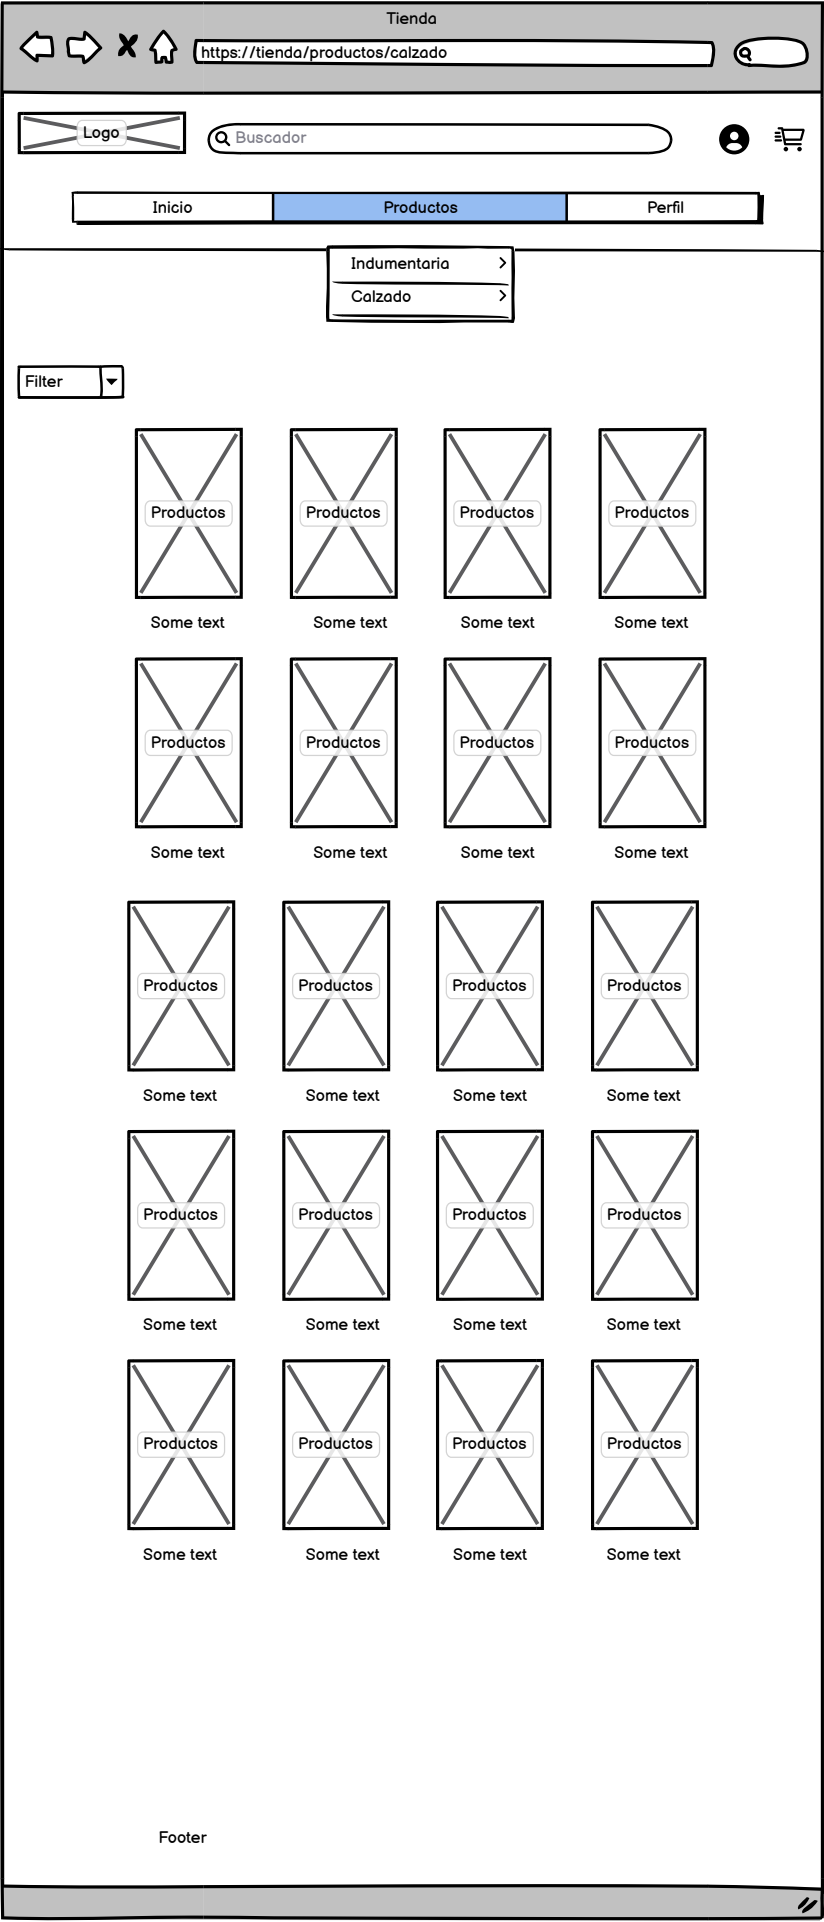 Tienda
https://tienda/productos/calzado
Logo
Buscador
Inicio Productos Perfil
Indumentaria
Calzado
Filter
Productos Productos Productos Productos
Some text Some text Some text Some text
Productos Productos Productos Productos
Some text Some text Some text Some text
Productos Productos Productos Productos
Some text Some text Some text Some text
Productos Productos Productos Productos
Some text Some text Some text Some text
Productos Productos Productos Productos
Some text Some text Some text Some text
Footer